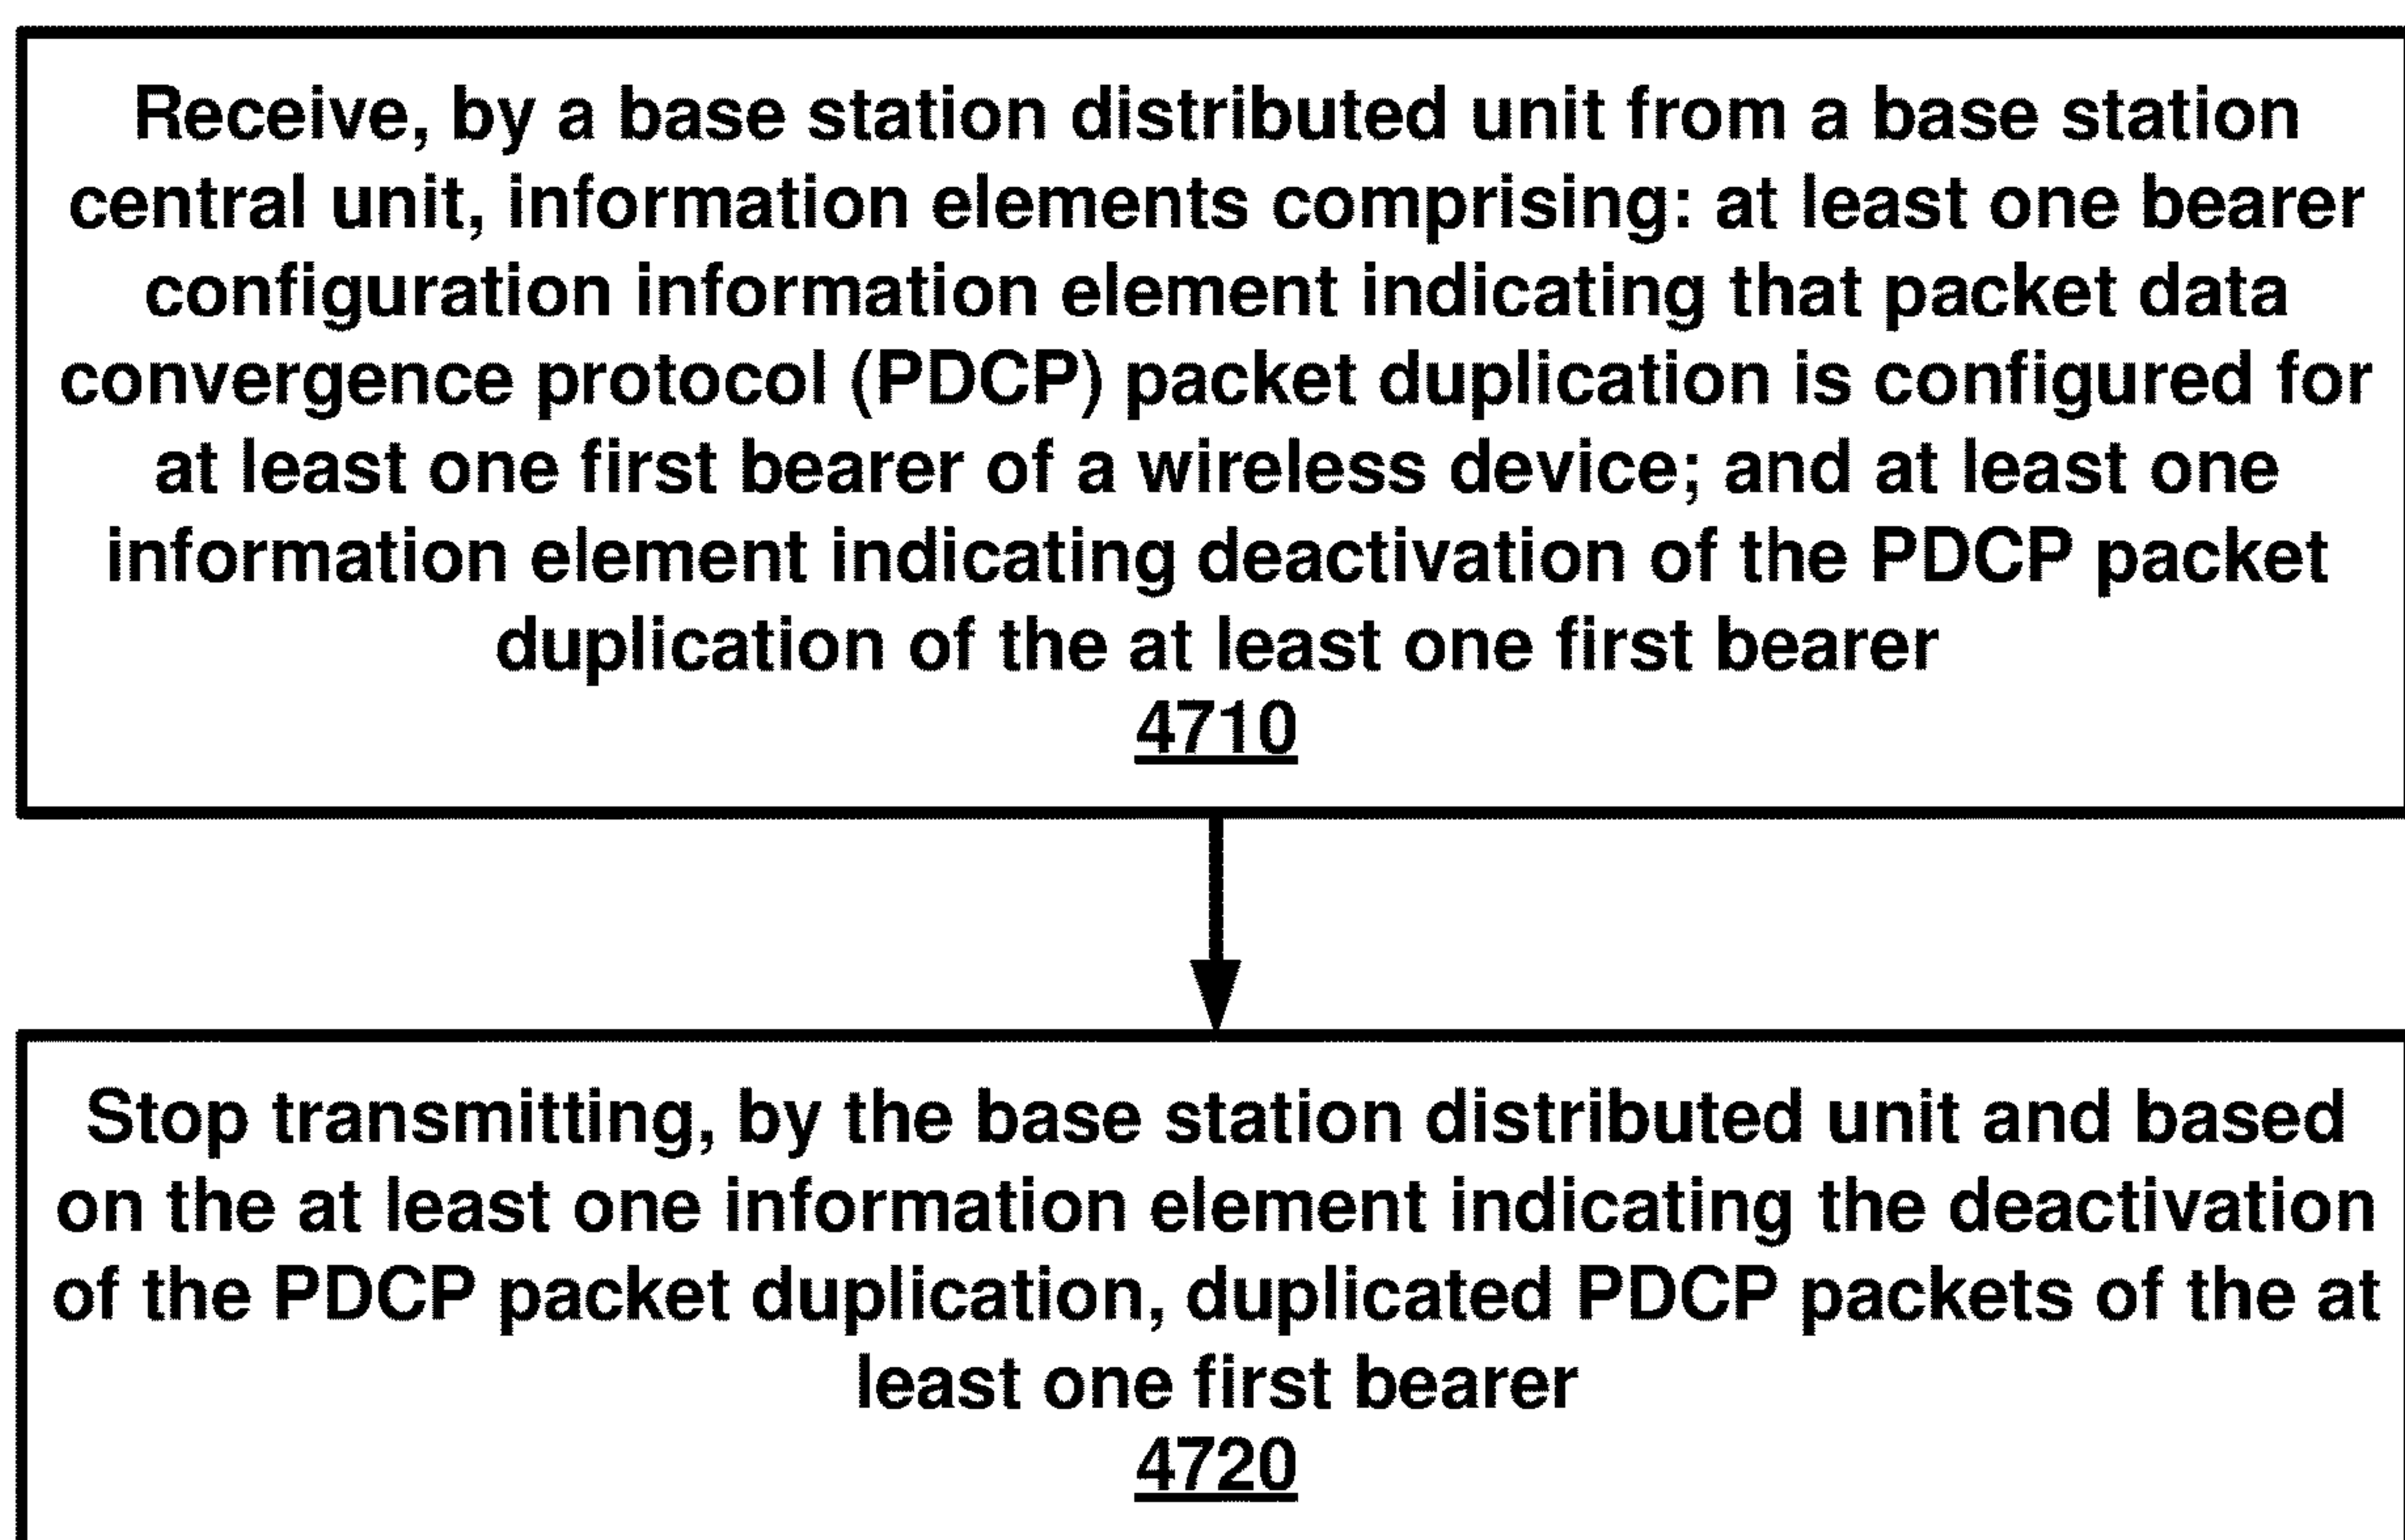 Receive, by a base station distributed unit from a base station
central unit, information elements comprising: at least one bearer
configuration information element indicating that packet data
convergence protocol (PDCP) packet duplication is configured for
at least one first bearer of a wireless device; and at least one
information element indicating deactivation of the PDCP packet
duplication of the at least one first bearer
4710
Stop transmitting, by the base station distributed unit and based
on the at least one information element indicating the deactivation
of the PDCP packet duplication, duplicated PDCP packets of the at
least one first bearer
4720